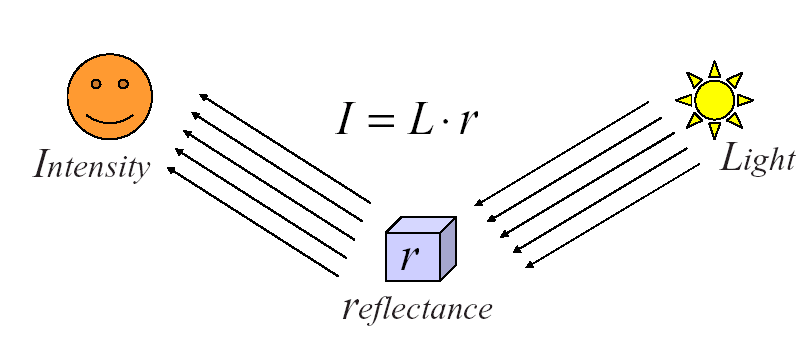 I = L · r
Intensity
Light
r
reflectance